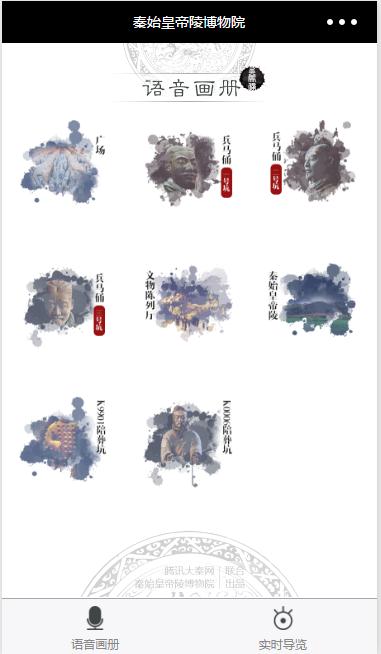 秦始皇帝陵博物院
语音画册
广场
兵马俑
一号坑
兵马俑
二号坑
兵马俑
三号坑
文物陈列厅
秦始皇帝陵
K9901陪葬坑
K0006陪葬坑
腾讯大秦网
秦始皇帝陵博物院
联合
出品
语音画册
实时导览